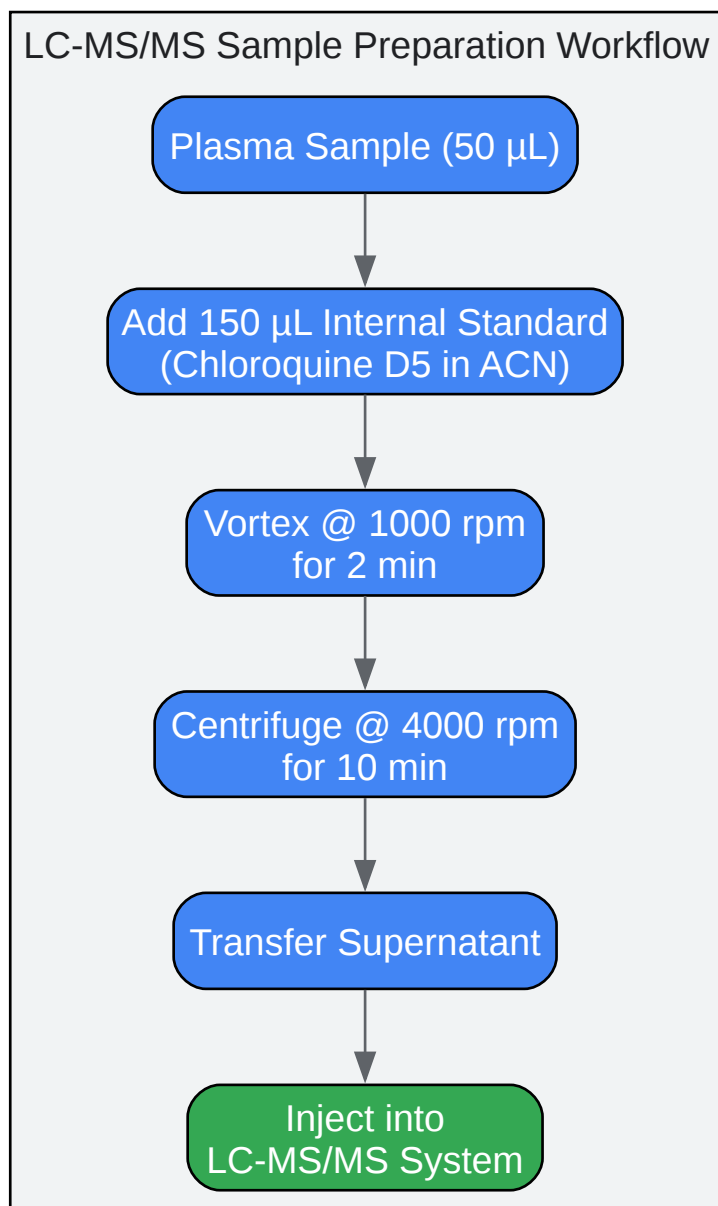 LC-MS/MS Sample Preparation Workflow
Plasma Sample (50 µL)
Add 150 µL Internal Standard
(Chloroquine D5 in ACN)
Vortex @ 1000 rpm
for 2 min
Centrifuge @ 4000 rpm
for 10 min
Transfer Supernatant
Inject into
LC-MS/MS System